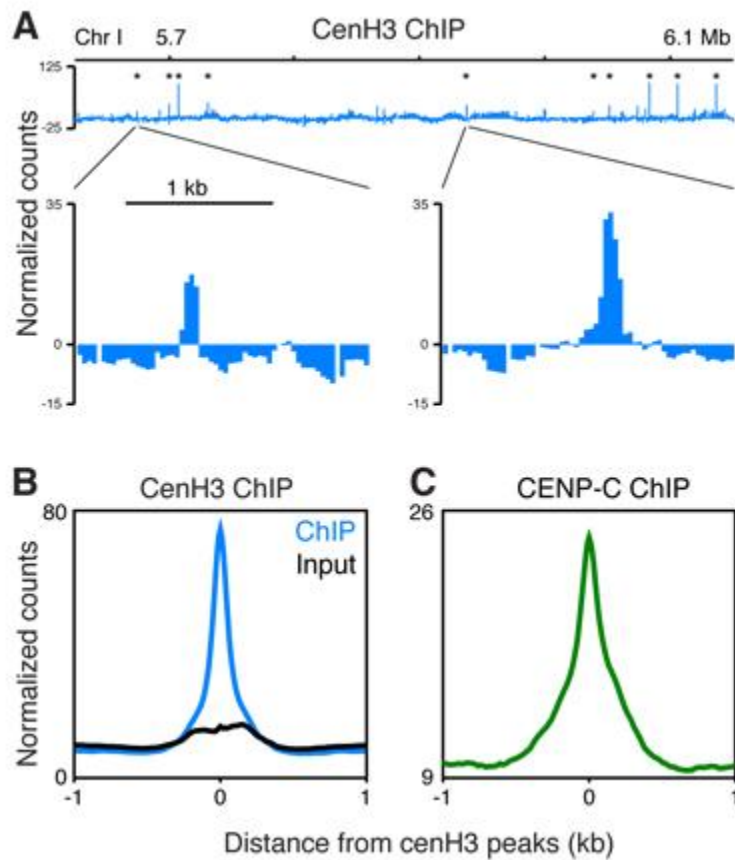 A
CenH3 ChIP
Chr I 5.7 6.1 Mb
125
* * * * * * * * * *
-25
1 kb
Normalized counts
35 35
0 0
-15 -15
B CenH3 ChIP C CENP-C ChIP
80 26
ChIP
Input
Normalized counts
0 9
-1 0 1 -1 0 1
Distance from cenH3 peaks (kb)